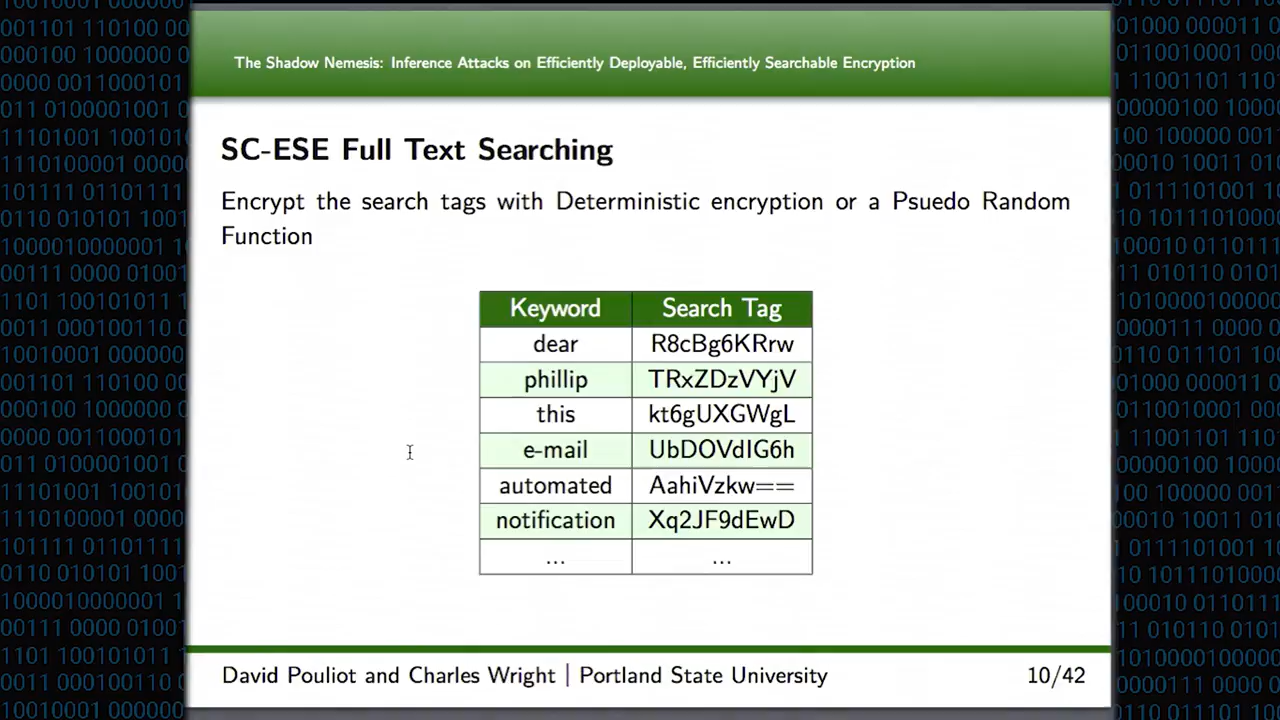 The Shadow Nemesis: Inference Attacks on Efficiently Deployable, Efficiently Searchable Encryption
SC-ESE Full Text Searching
Encrypt the search tags with Deterministic encryption or a Psuedo Random
Function
Keyword Search Tag
dear R8cBg6KRrw
phillip TRxZDzVYjV
this kt6gUXGWgL
e-mail UbDOVdIG6h
automated AahiVzkw==
notification Xq2JF9dEwD
... ...
David Pouliot and Charles Wright | Portland State University 10/42